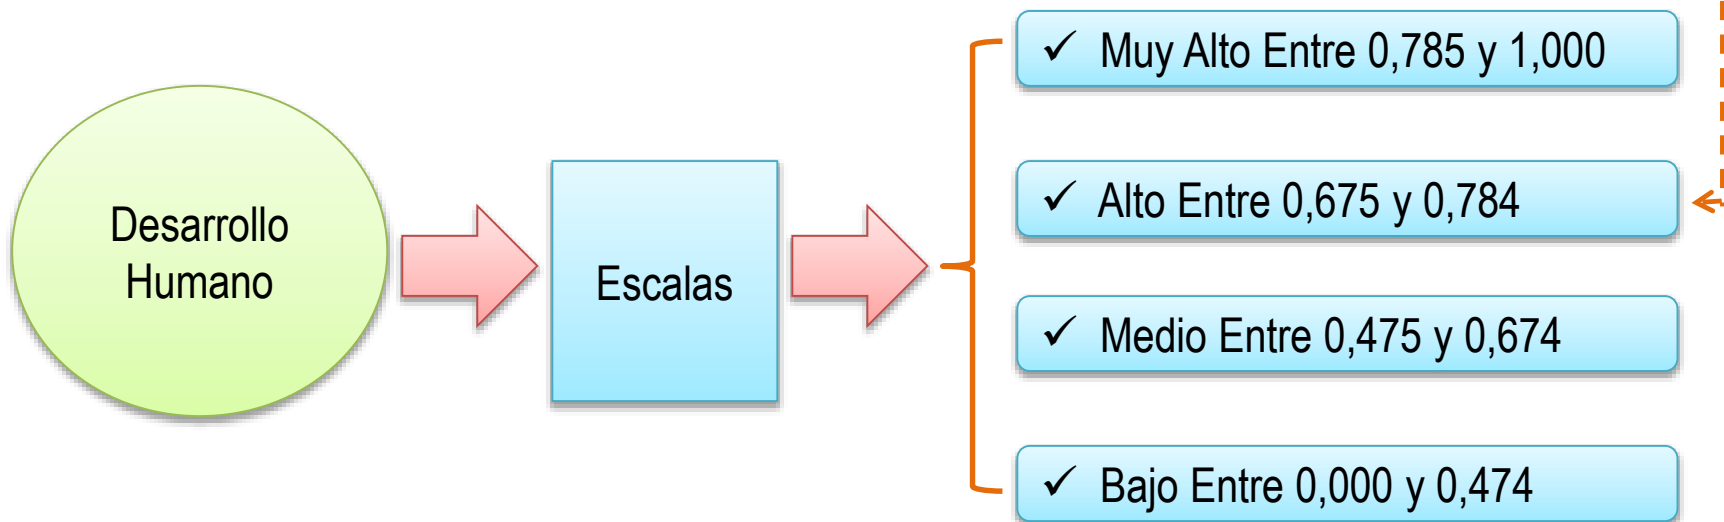 Desarrollo
Humano
Escalas
✓ Muy Alto Entre 0,785 y 1,000
✓ Alto Entre 0,675 y 0,784
✓ Medio Entre 0,475 y 0,674
✓ Bajo Entre 0,000 y 0,474